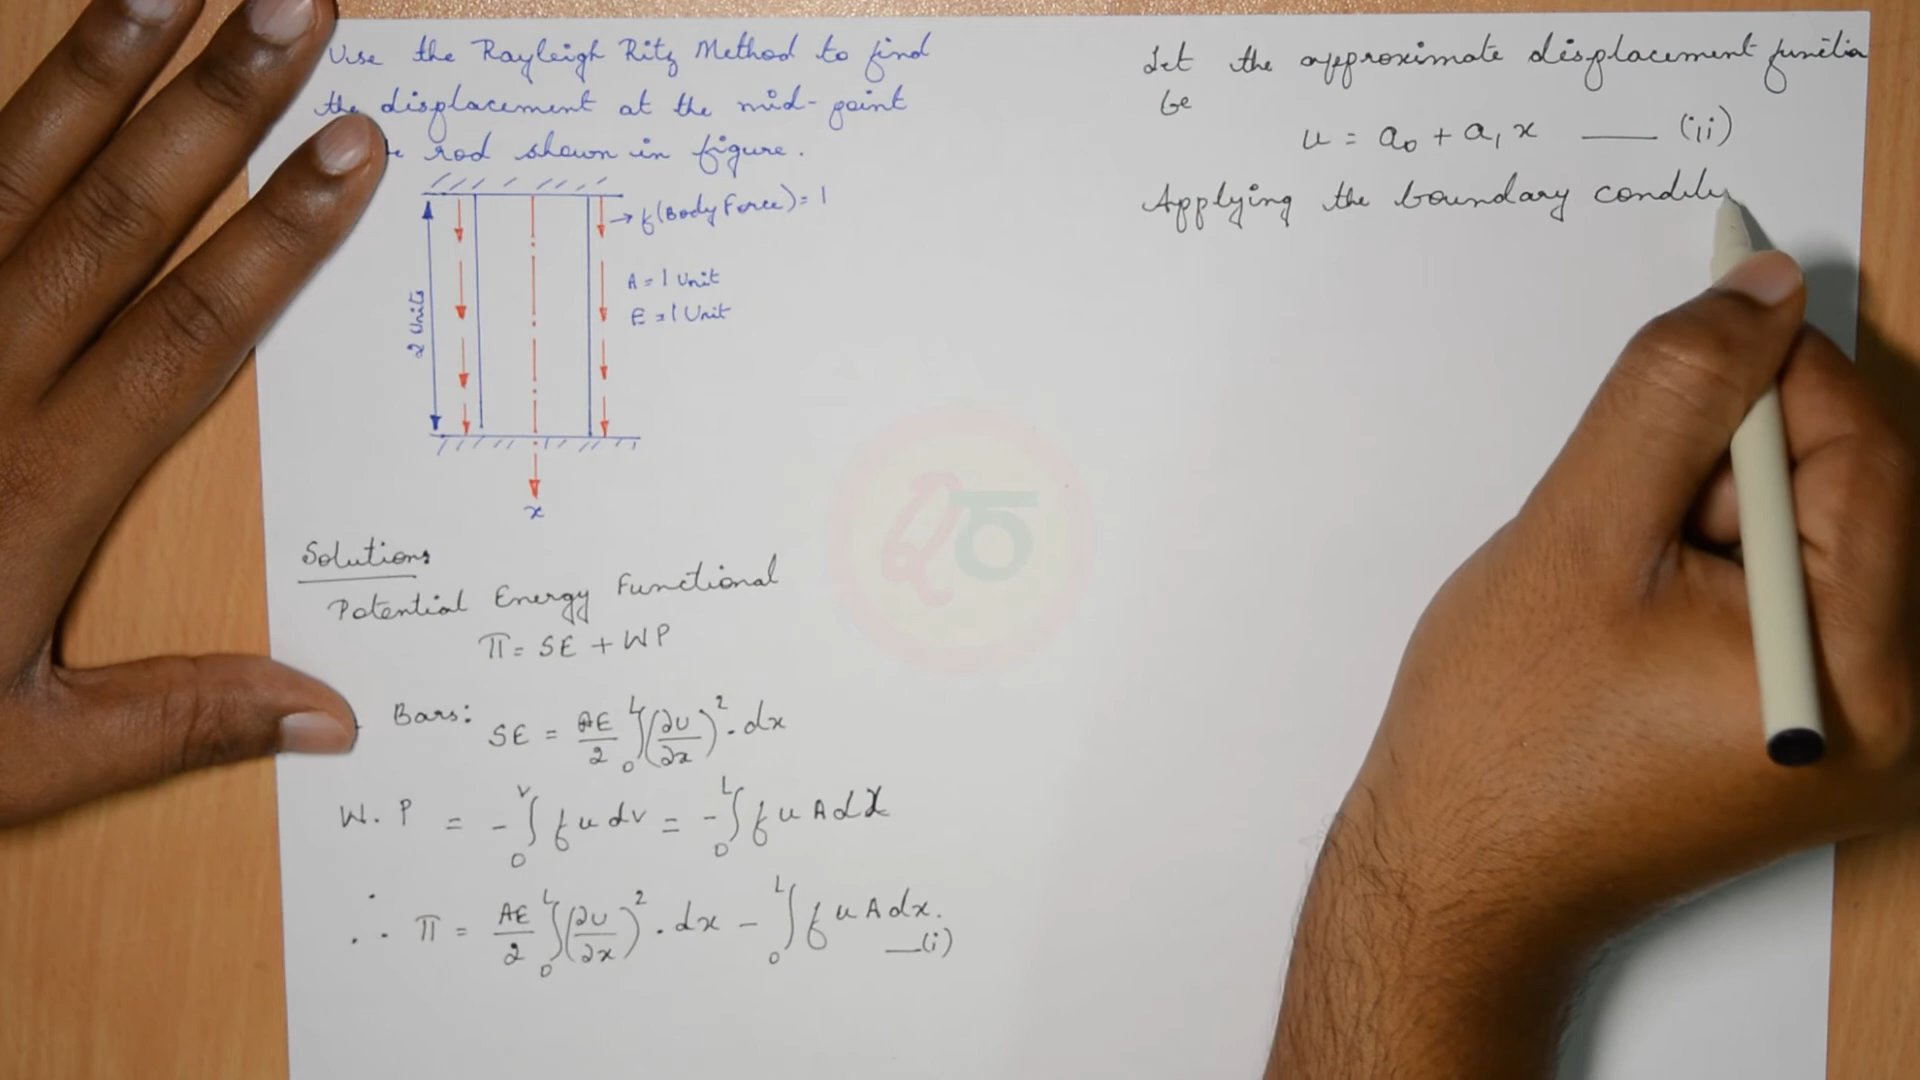 Use the Rayleigh Ritz Method to find
the displacement at the mid-point
rod shown in figure.
f (Body Force) = 1
A = 1 Unit
E = 1 Unit
2 Units
x
Solution:
Potential Energy Functional
π = SE + WP
Bars:
SE = AE/2 ∫₀ᴸ (∂u/∂x)² . dx
W.P = - ∫₀ⱽ f u dv = - ∫₀ᴸ f u A dx
∴ π = AE/2 ∫₀ᴸ (∂u/∂x)² . dx - ∫₀ᴸ f u A dx.
—(i)
Let the approximate displacement functio
be
u = a₀ + a₁x —— (ii)
Applying the boundary conditi